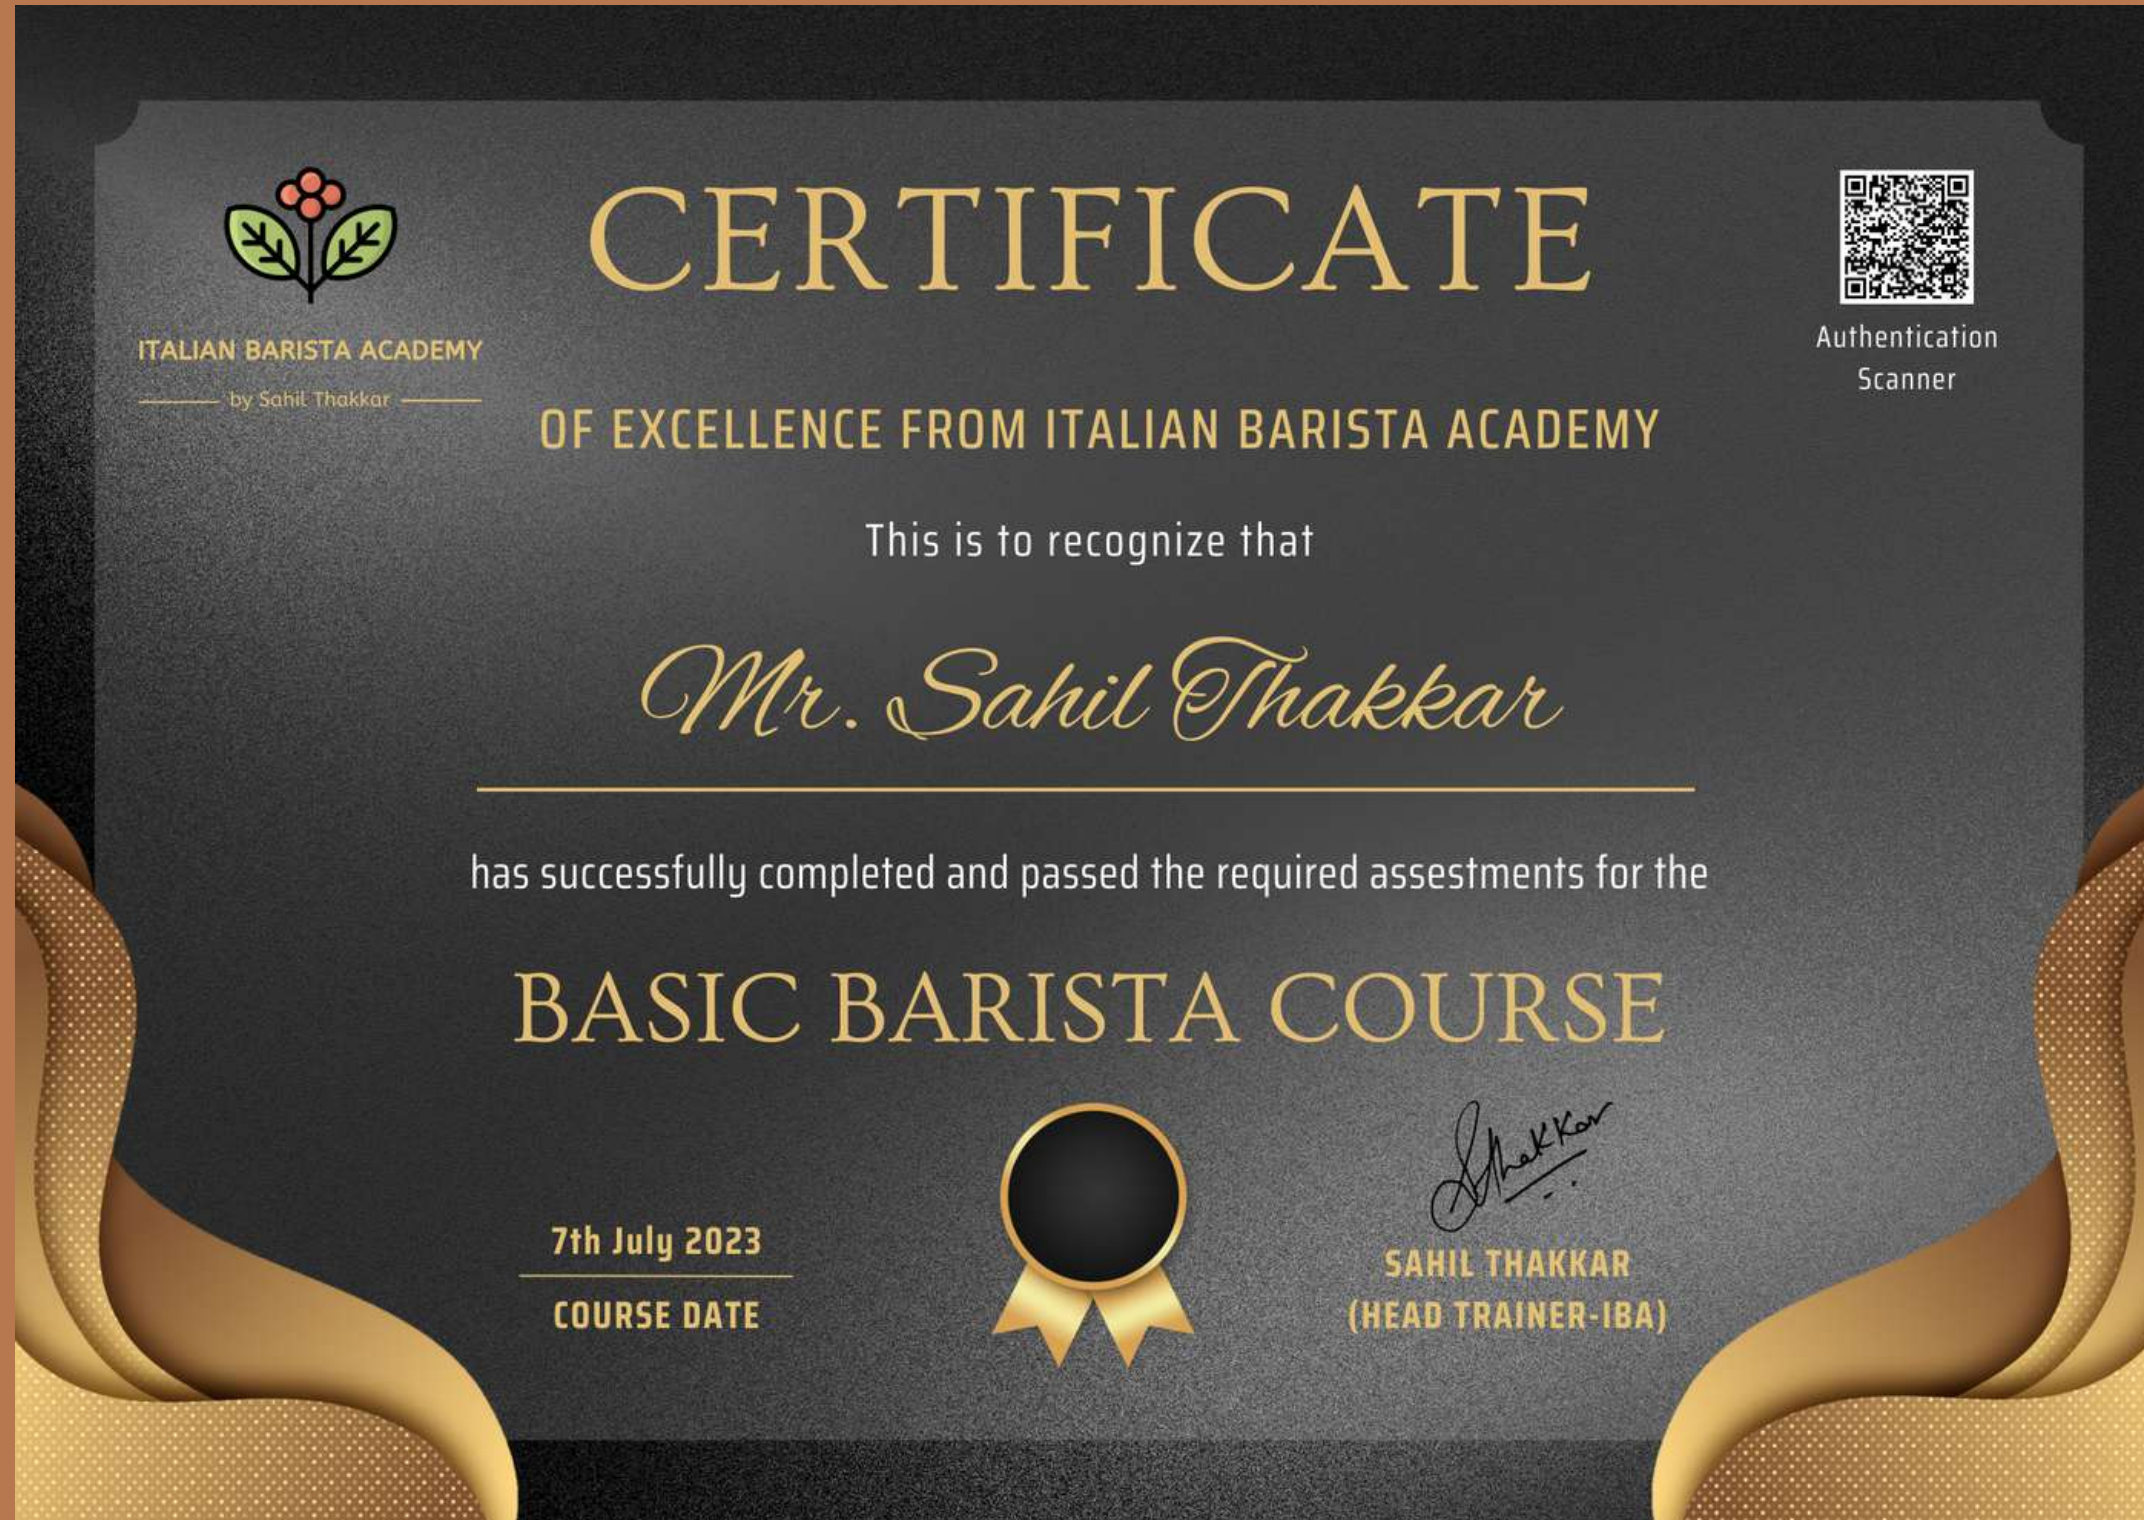 ITALIAN BARISTA ACADEMY
by Sahil Thakkar
CERTIFICATE
Authentication
Scanner
OF EXCELLENCE FROM ITALIAN BARISTA ACADEMY
This is to recognize that
Mr. Sahil Thakkar
has successfully completed and passed the required assestments for the
BASIC BARISTA COURSE
7th July 2023
COURSE DATE
SThakkar
SAHIL THAKKAR
(HEAD TRAINER-IBA)